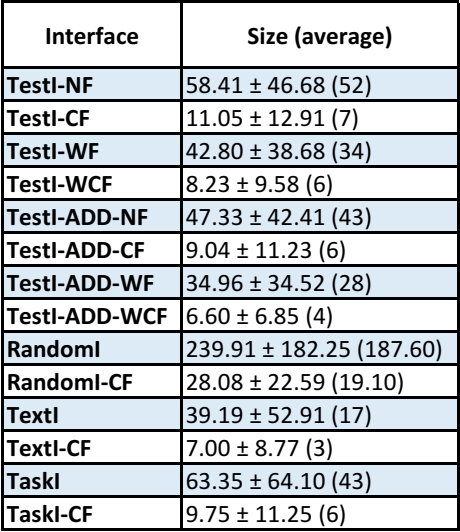 Interface Size (average)
TestI-NF 58.41 ± 46.68 (52)
TestI-CF 11.05 ± 12.91 (7)
TestI-WF 42.80 ± 38.68 (34)
TestI-WCF 8.23 ± 9.58 (6)
TestI-ADD-NF 47.33 ± 42.41 (43)
TestI-ADD-CF 9.04 ± 11.23 (6)
TestI-ADD-WF 34.96 ± 34.52 (28)
TestI-ADD-WCF 6.60 ± 6.85 (4)
RandomI 239.91 ± 182.25 (187.60)
RandomI-CF 28.08 ± 22.59 (19.10)
TextI 39.19 ± 52.91 (17)
TextI-CF 7.00 ± 8.77 (3)
TaskI 63.35 ± 64.10 (43)
TaskI-CF 9.75 ± 11.25 (6)